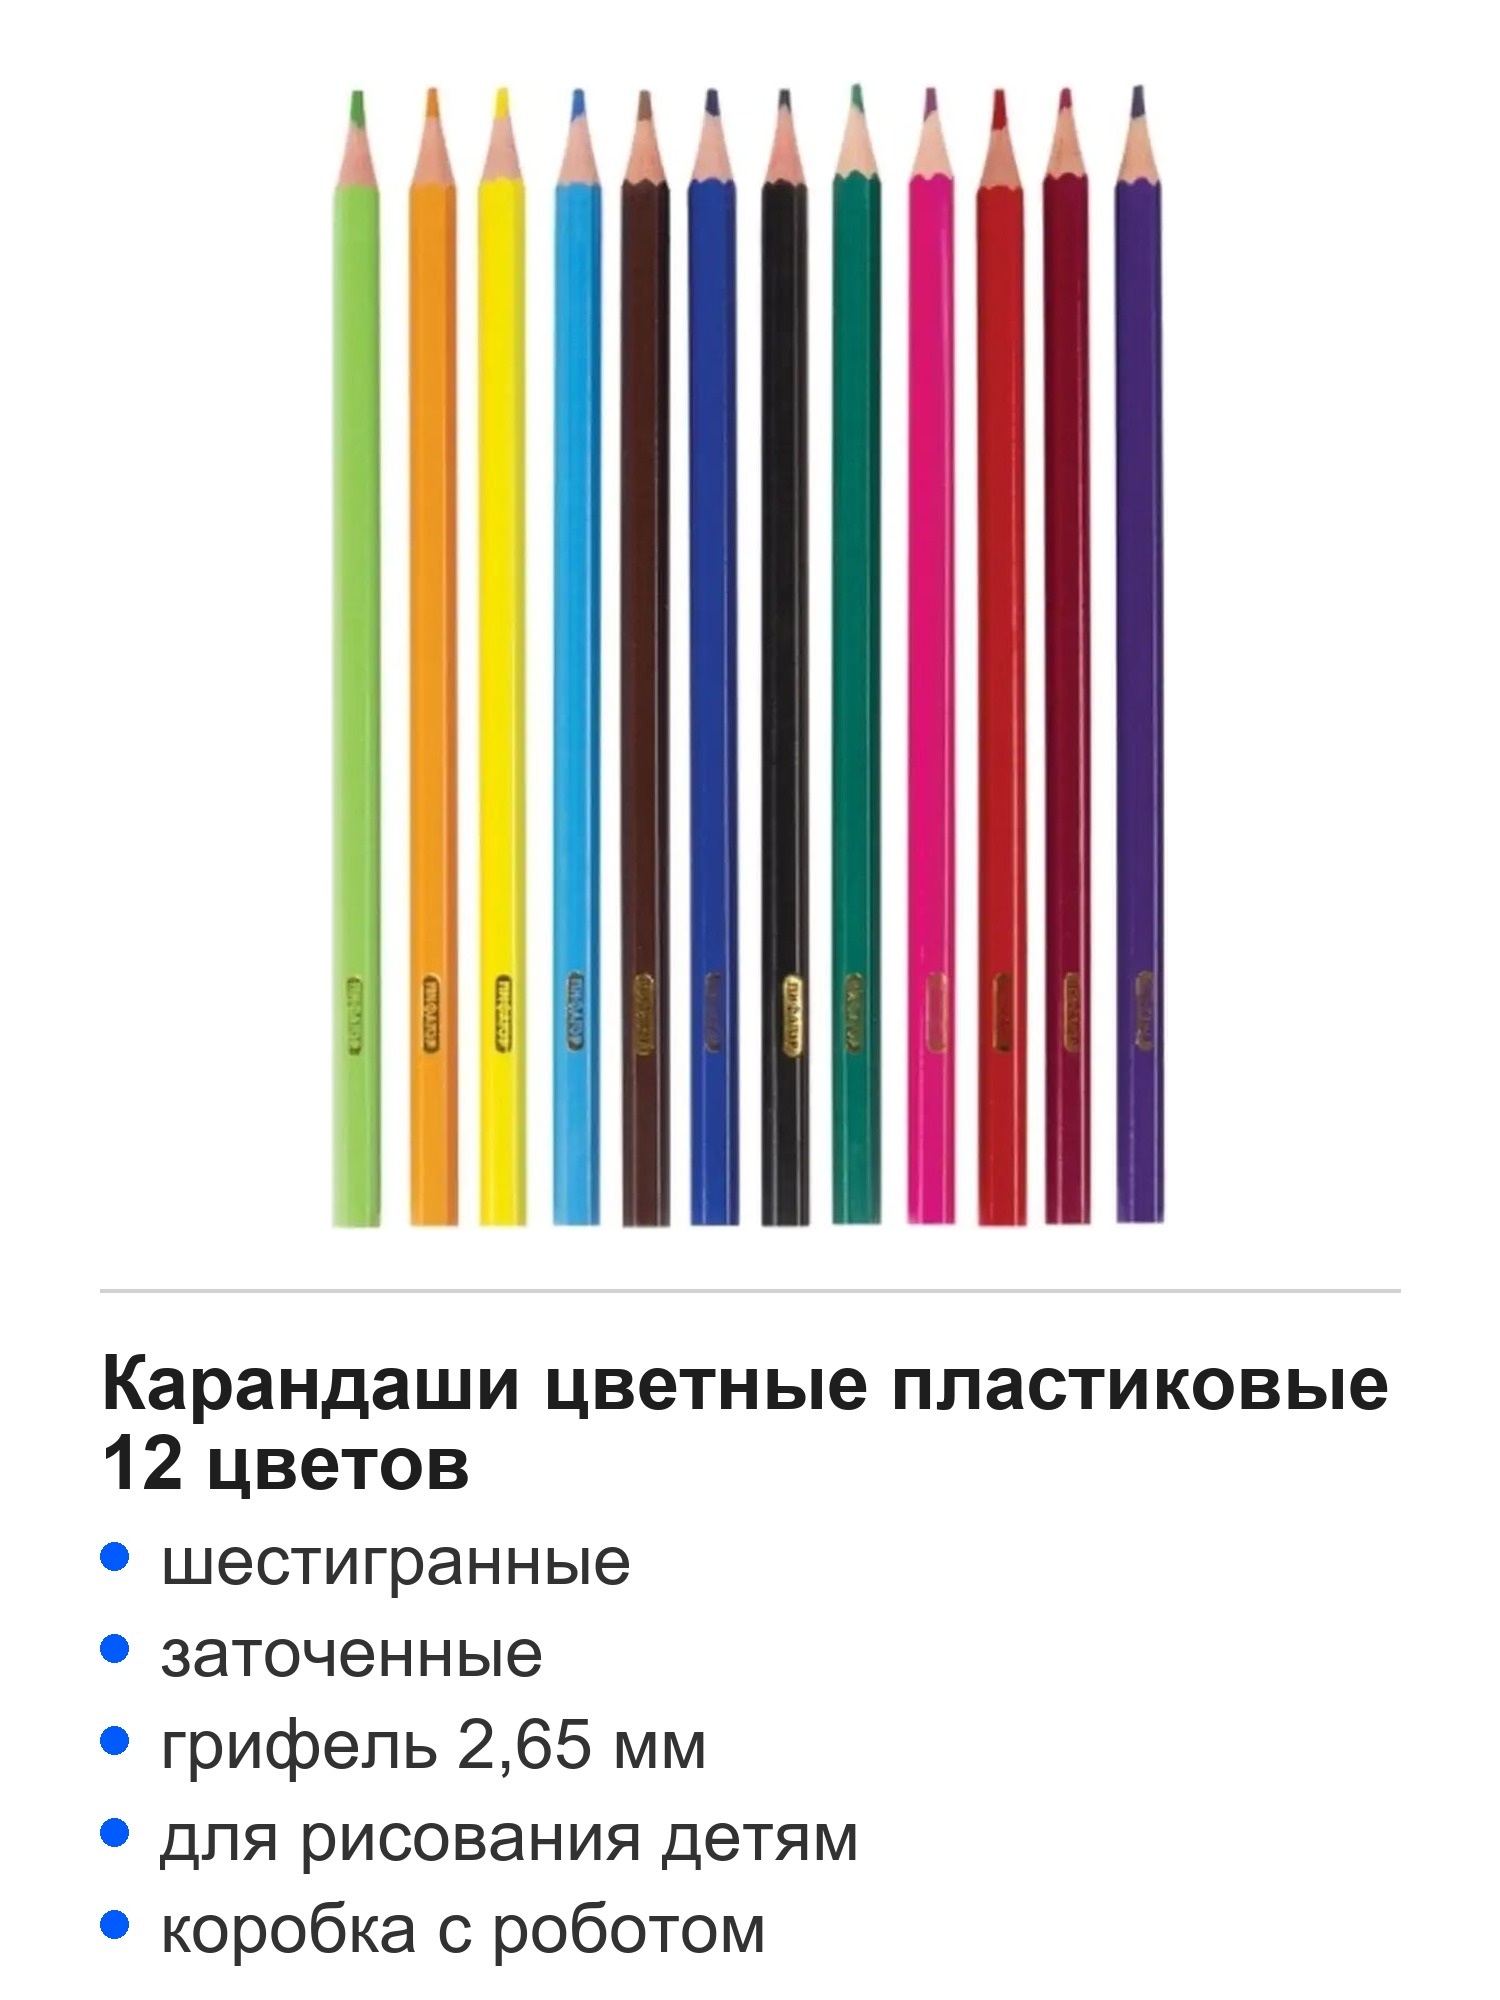 Карандаши цветные пластиковые
12 цветов
шестигранные
заточенные
грифель 2,65 мм
для рисования детям
коробка с роботом